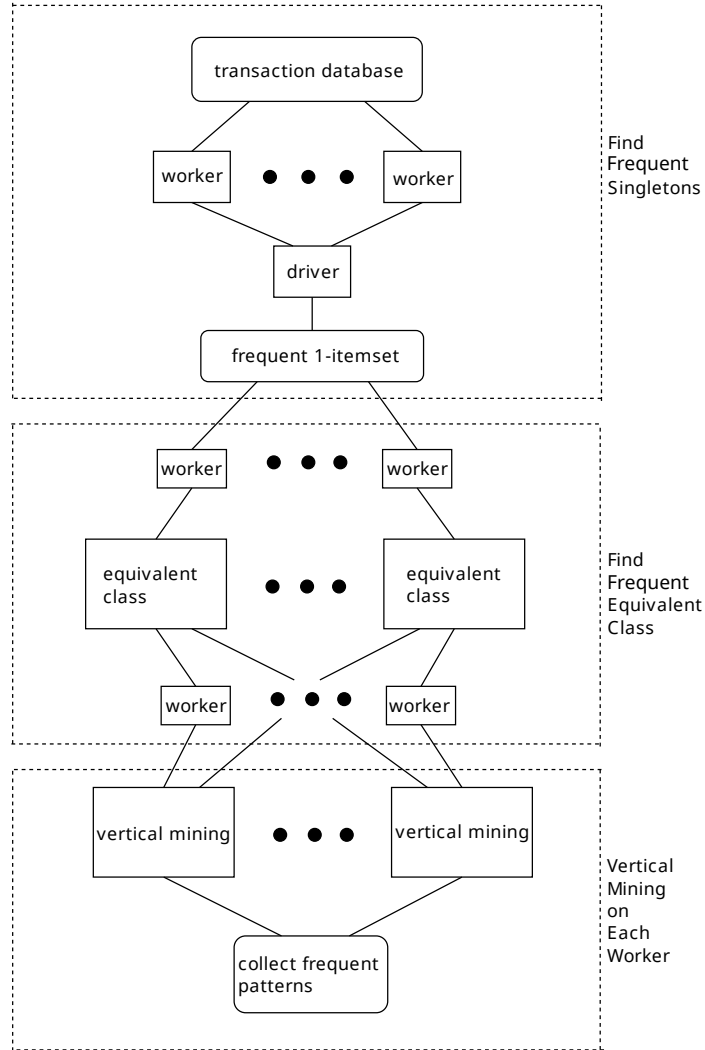 transaction database
worker
worker
Find
Frequent
Singletons
driver
frequent 1-itemset
worker
worker
equivalent
class
equivalent
class
Find
Frequent
Equivalent
Class
worker
worker
vertical mining
vertical mining
Vertical
Mining
on
Each
Worker
collect frequent
patterns